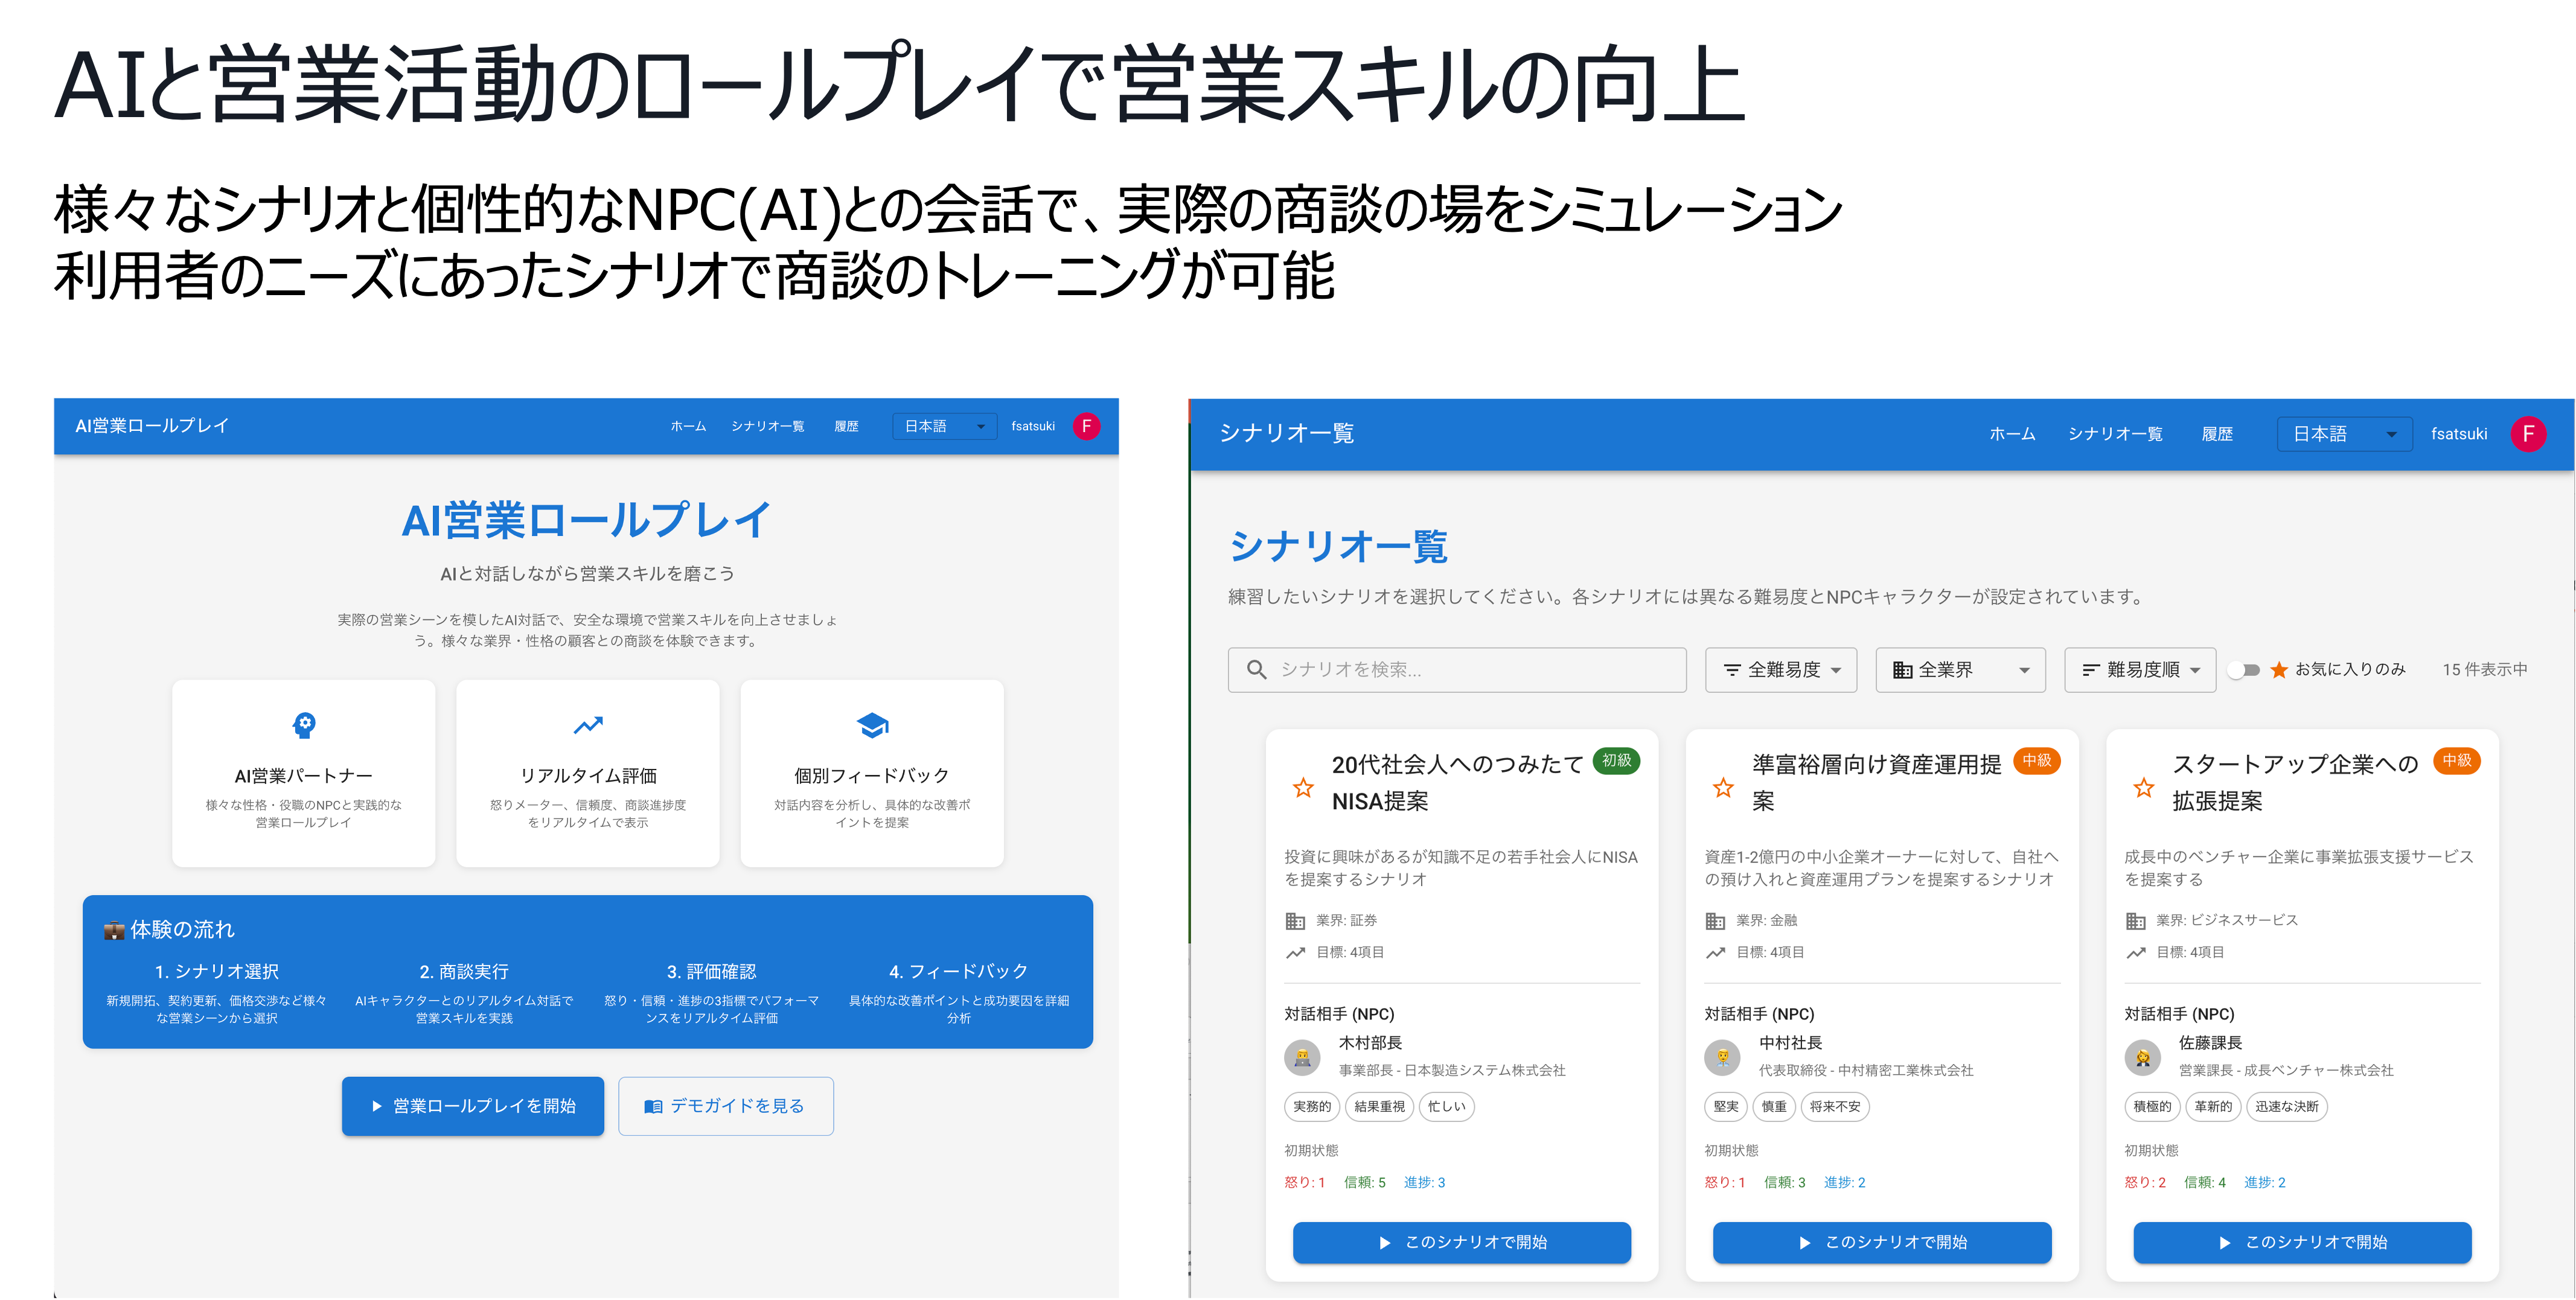 AIと営業活動のロールプレイで営業スキルの向上
様々なシナリオと個性的なNPC(AI)との会話で、実際の商談の場をシミュレーション
利用者のニーズにあったシナリオで商談のトレーニングが可能
AI営業ロールプレイ
ホーム シナリオ一覧 履歴 日本語 fsatsuki F
AI営業ロールプレイ
AIと対話しながら営業スキルを磨こう
実際の営業シーンを模したAI対話で、安全な環境で営業スキルを向上させましょ
う。様々な業界・性格の顧客との商談を体験できます。
AI営業パートナー
様々な性格・役職のNPCと実践的な
営業ロールプレイ
リアルタイム評価
怒りメーター、信頼度、商談進捗度
をリアルタイムで表示
個別フィードバック
対話内容を分析し、具体的な改善ポ
イントを提案
体験の流れ
1. シナリオ選択
新規開拓、契約更新、価格交渉など様々
な営業シーンから選択
2. 商談実行
AIキャラクターとのリアルタイム対話で
営業スキルを実践
3. 評価確認
怒り・信頼・進捗の3指標でパフォーマ
ンスをリアルタイム評価
4. フィードバック
具体的な改善ポイントと成功要因を詳細
分析
営業ロールプレイを開始
デモガイドを見る
シナリオ一覧
ホーム シナリオ一覧 履歴 日本語 fsatsuki F
シナリオ一覧
練習したいシナリオを選択してください。各シナリオには異なる難易度とNPCキャラクターが設定されています。
シナリオを検索... 全難易度 全業界 難易度順 お気に入りのみ 15 件表示中
20代社会人へのつみたて
NISA提案
初級
投資に興味があるが知識不足の若手社会人にNISA
を提案するシナリオ
業界: 証券
目標: 4項目
対話相手 (NPC)
木村部長
事業部長 - 日本製造システム株式会社
実務的 結果重視 忙しい
初期状態
怒り: 1 信頼: 5 進捗: 3
このシナリオで開始
準富裕層向け資産運用提
案
中級
資産1-2億円の中小企業オーナーに対して、自社へ
の預け入れと資産運用プランを提案するシナリオ
業界: 金融
目標: 4項目
対話相手 (NPC)
中村社長
代表取締役 - 中村精密工業株式会社
堅実 慎重 将来不安
初期状態
怒り: 1 信頼: 3 進捗: 2
このシナリオで開始
スタートアップ企業への
拡張提案
中級
成長中のベンチャー企業に事業拡張支援サービス
を提案する
業界: ビジネスサービス
目標: 4項目
対話相手 (NPC)
佐藤課長
営業課長 - 成長ベンチャー株式会社
積極的 革新的 迅速な決断
初期状態
怒り: 2 信頼: 4 進捗: 2
このシナリオで開始